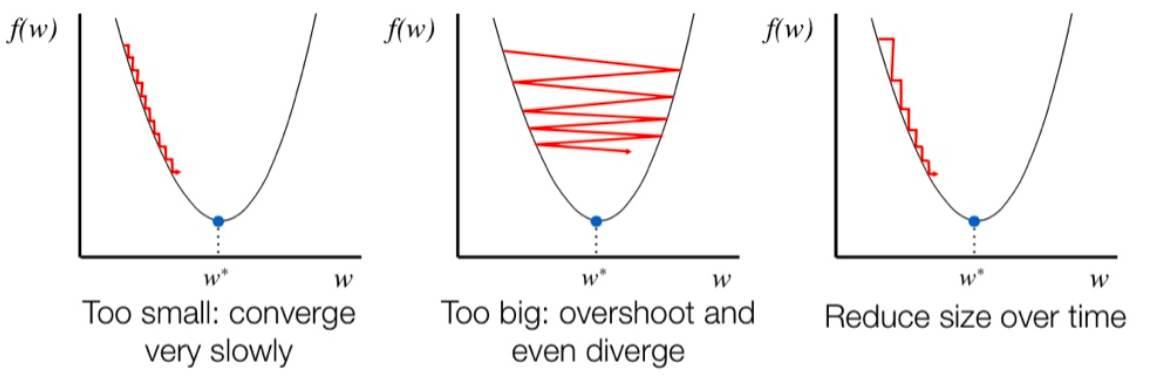 f(w)
w*
w
Too small: converge
very slowly
f(w)
w*
w
Too big: overshoot and
even diverge
f(w)
w*
w
Reduce size over time